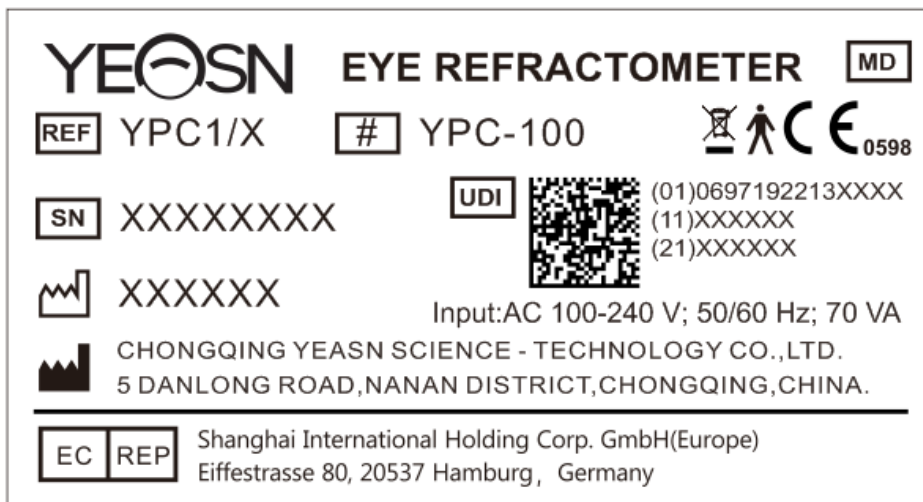 YEASN EYE REFRACTOMETER MD
REF YPC1/X # YPC-100 CE 0598
SN XXXXXXXX
UDI (01)0697192213XXXX
(11)XXXXXX
(21)XXXXXX
XXXXXX
Input:AC 100-240 V; 50/60 Hz; 70 VA
CHONGQING YEASN SCIENCE - TECHNOLOGY CO.,LTD.
5 DANLONG ROAD,NANAN DISTRICT,CHONGQING,CHINA.
EC REP Shanghai International Holding Corp. GmbH(Europe)
Eiffestrasse 80, 20537 Hamburg, Germany